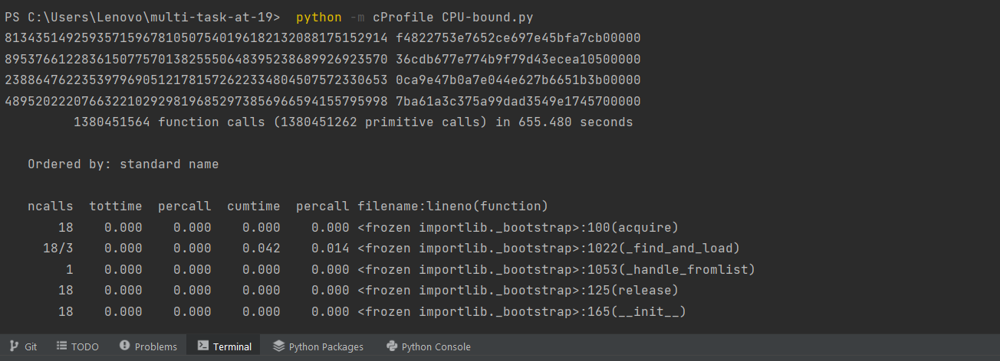 PS C:\Users\Lenovo\multi-task-at-19> python -m cProfile CPU-bound.py
81343514925935715967810507540196182132088175152914 f4822753e7652ce697e45bfa7cb00000
89537661228361507757013825550648395238689926923570 36cdb677e774b9f79d43ecea10500000
23886476223539796905121781572622334804507572330653 0ca9e47b0a7e044e627b6651b3b00000
48952022207663221029298196852973856966594155795998 7ba61a3c375a99dad3549e1745700000
1380451564 function calls (1380451262 primitive calls) in 655.480 seconds
Ordered by: standard name
ncalls tottime percall cumtime percall filename:lineno(function)
18 0.000 0.000 0.000 0.000 <frozen importlib._bootstrap>:100(acquire)
18/3 0.000 0.000 0.042 0.014 <frozen importlib._bootstrap>:1022(_find_and_load)
1 0.000 0.000 0.000 0.000 <frozen importlib._bootstrap>:1053(_handle_fromlist)
18 0.000 0.000 0.000 0.000 <frozen importlib._bootstrap>:125(release)
18 0.000 0.000 0.000 0.000 <frozen importlib._bootstrap>:165(__init__)
Git TODO Problems Terminal Python Packages Python Console